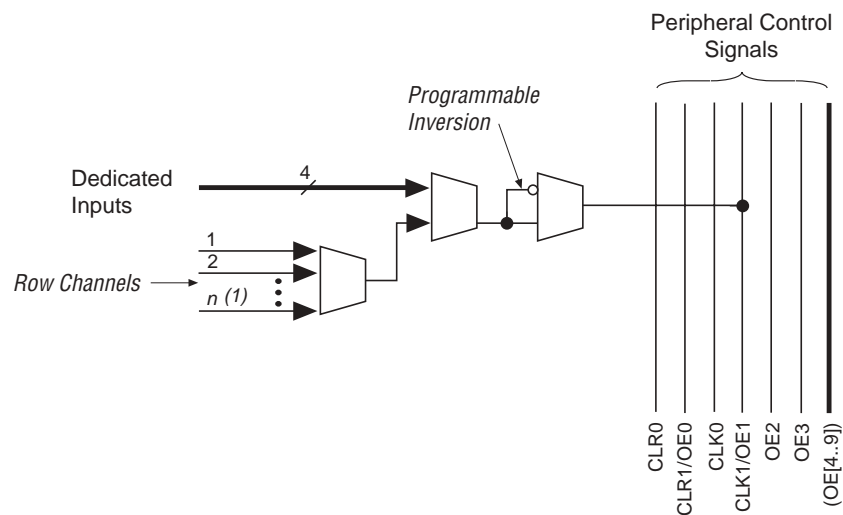 Peripheral Control
Signals
Programmable
Inversion
4
Dedicated
Inputs
1
2
Row Channels
n (1)
CLR0
CLR1/OE0
CLK0
CLK1/OE1
OE2
OE3
(OE[4..9])